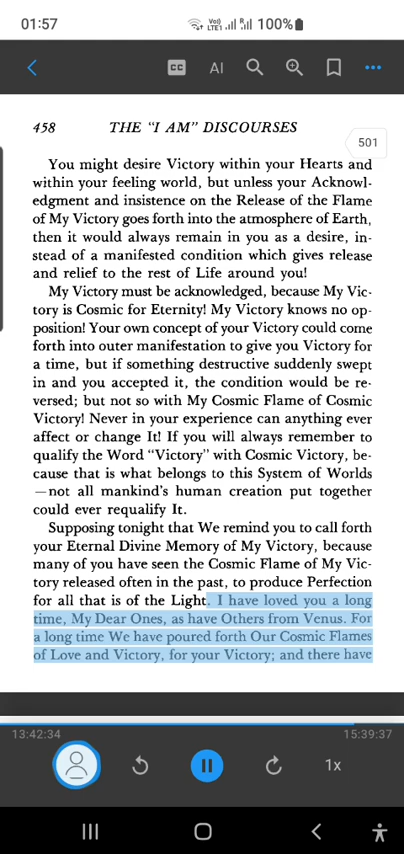 01:57
Vo))
LTE1
R
100%
CC
AI
458 THE "I AM" DISCOURSES
501
You might desire Victory within your Hearts and
within your feeling world, but unless your Acknowl-
edgment and insistence on the Release of the Flame
of My Victory goes forth into the atmosphere of Earth,
then it would always remain in you as a desire, in-
stead of a manifested condition which gives release
and relief to the rest of Life around you!
My Victory must be acknowledged, because My Vic-
tory is Cosmic for Eternity! My Victory knows no op-
position! Your own concept of your Victory could come
forth into outer manifestation to give you Victory for
a time, but if something destructive suddenly swept
in and you accepted it, the condition would be re-
versed; but not so with My Cosmic Flame of Cosmic
Victory! Never in your experience can anything ever
affect or change It! If you will always remember to
qualify the Word "Victory" with Cosmic Victory, be-
cause that is what belongs to this System of Worlds
—not all mankind's human creation put together
could ever requalify It.
Supposing tonight that We remind you to call forth
your Eternal Divine Memory of My Victory, because
many of you have seen the Cosmic Flame of My Vic-
tory released often in the past, to produce Perfection
for all that is of the Light. I have loved you a long
time, My Dear Ones, as have Others from Venus. For
a long time We have poured forth Our Cosmic Flames
of Love and Victory, for your Victory; and there have
13:42:34
15:39:37
1x